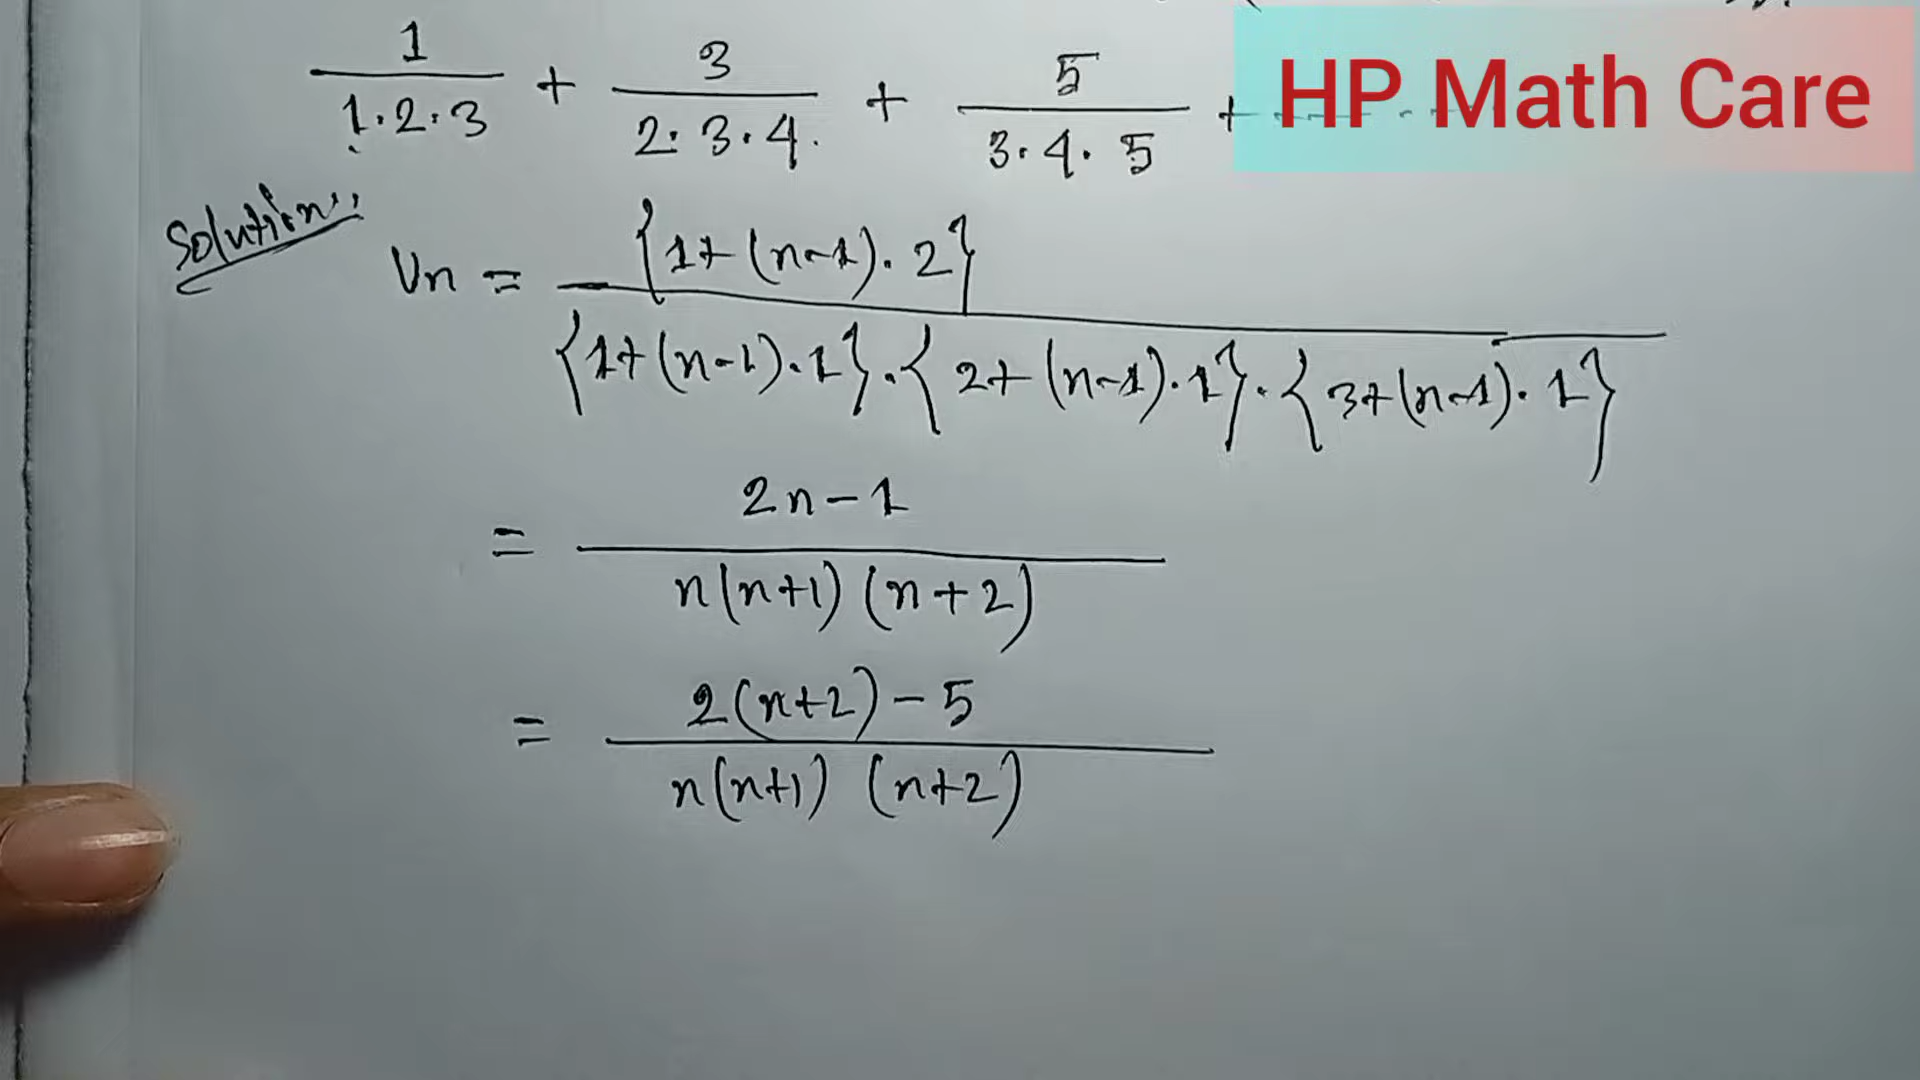 1/(1.2.3) + 3/(2.3.4) + 5/(3.4.5) +
HP Math Care
Solution:
Un = {1+(n-1).2} / {1+(n-1).1}.{2+(n-1).1}.{3+(n-1).1}
= (2n-1) / n(n+1)(n+2)
= (2(n+2)-5) / n(n+1)(n+2)